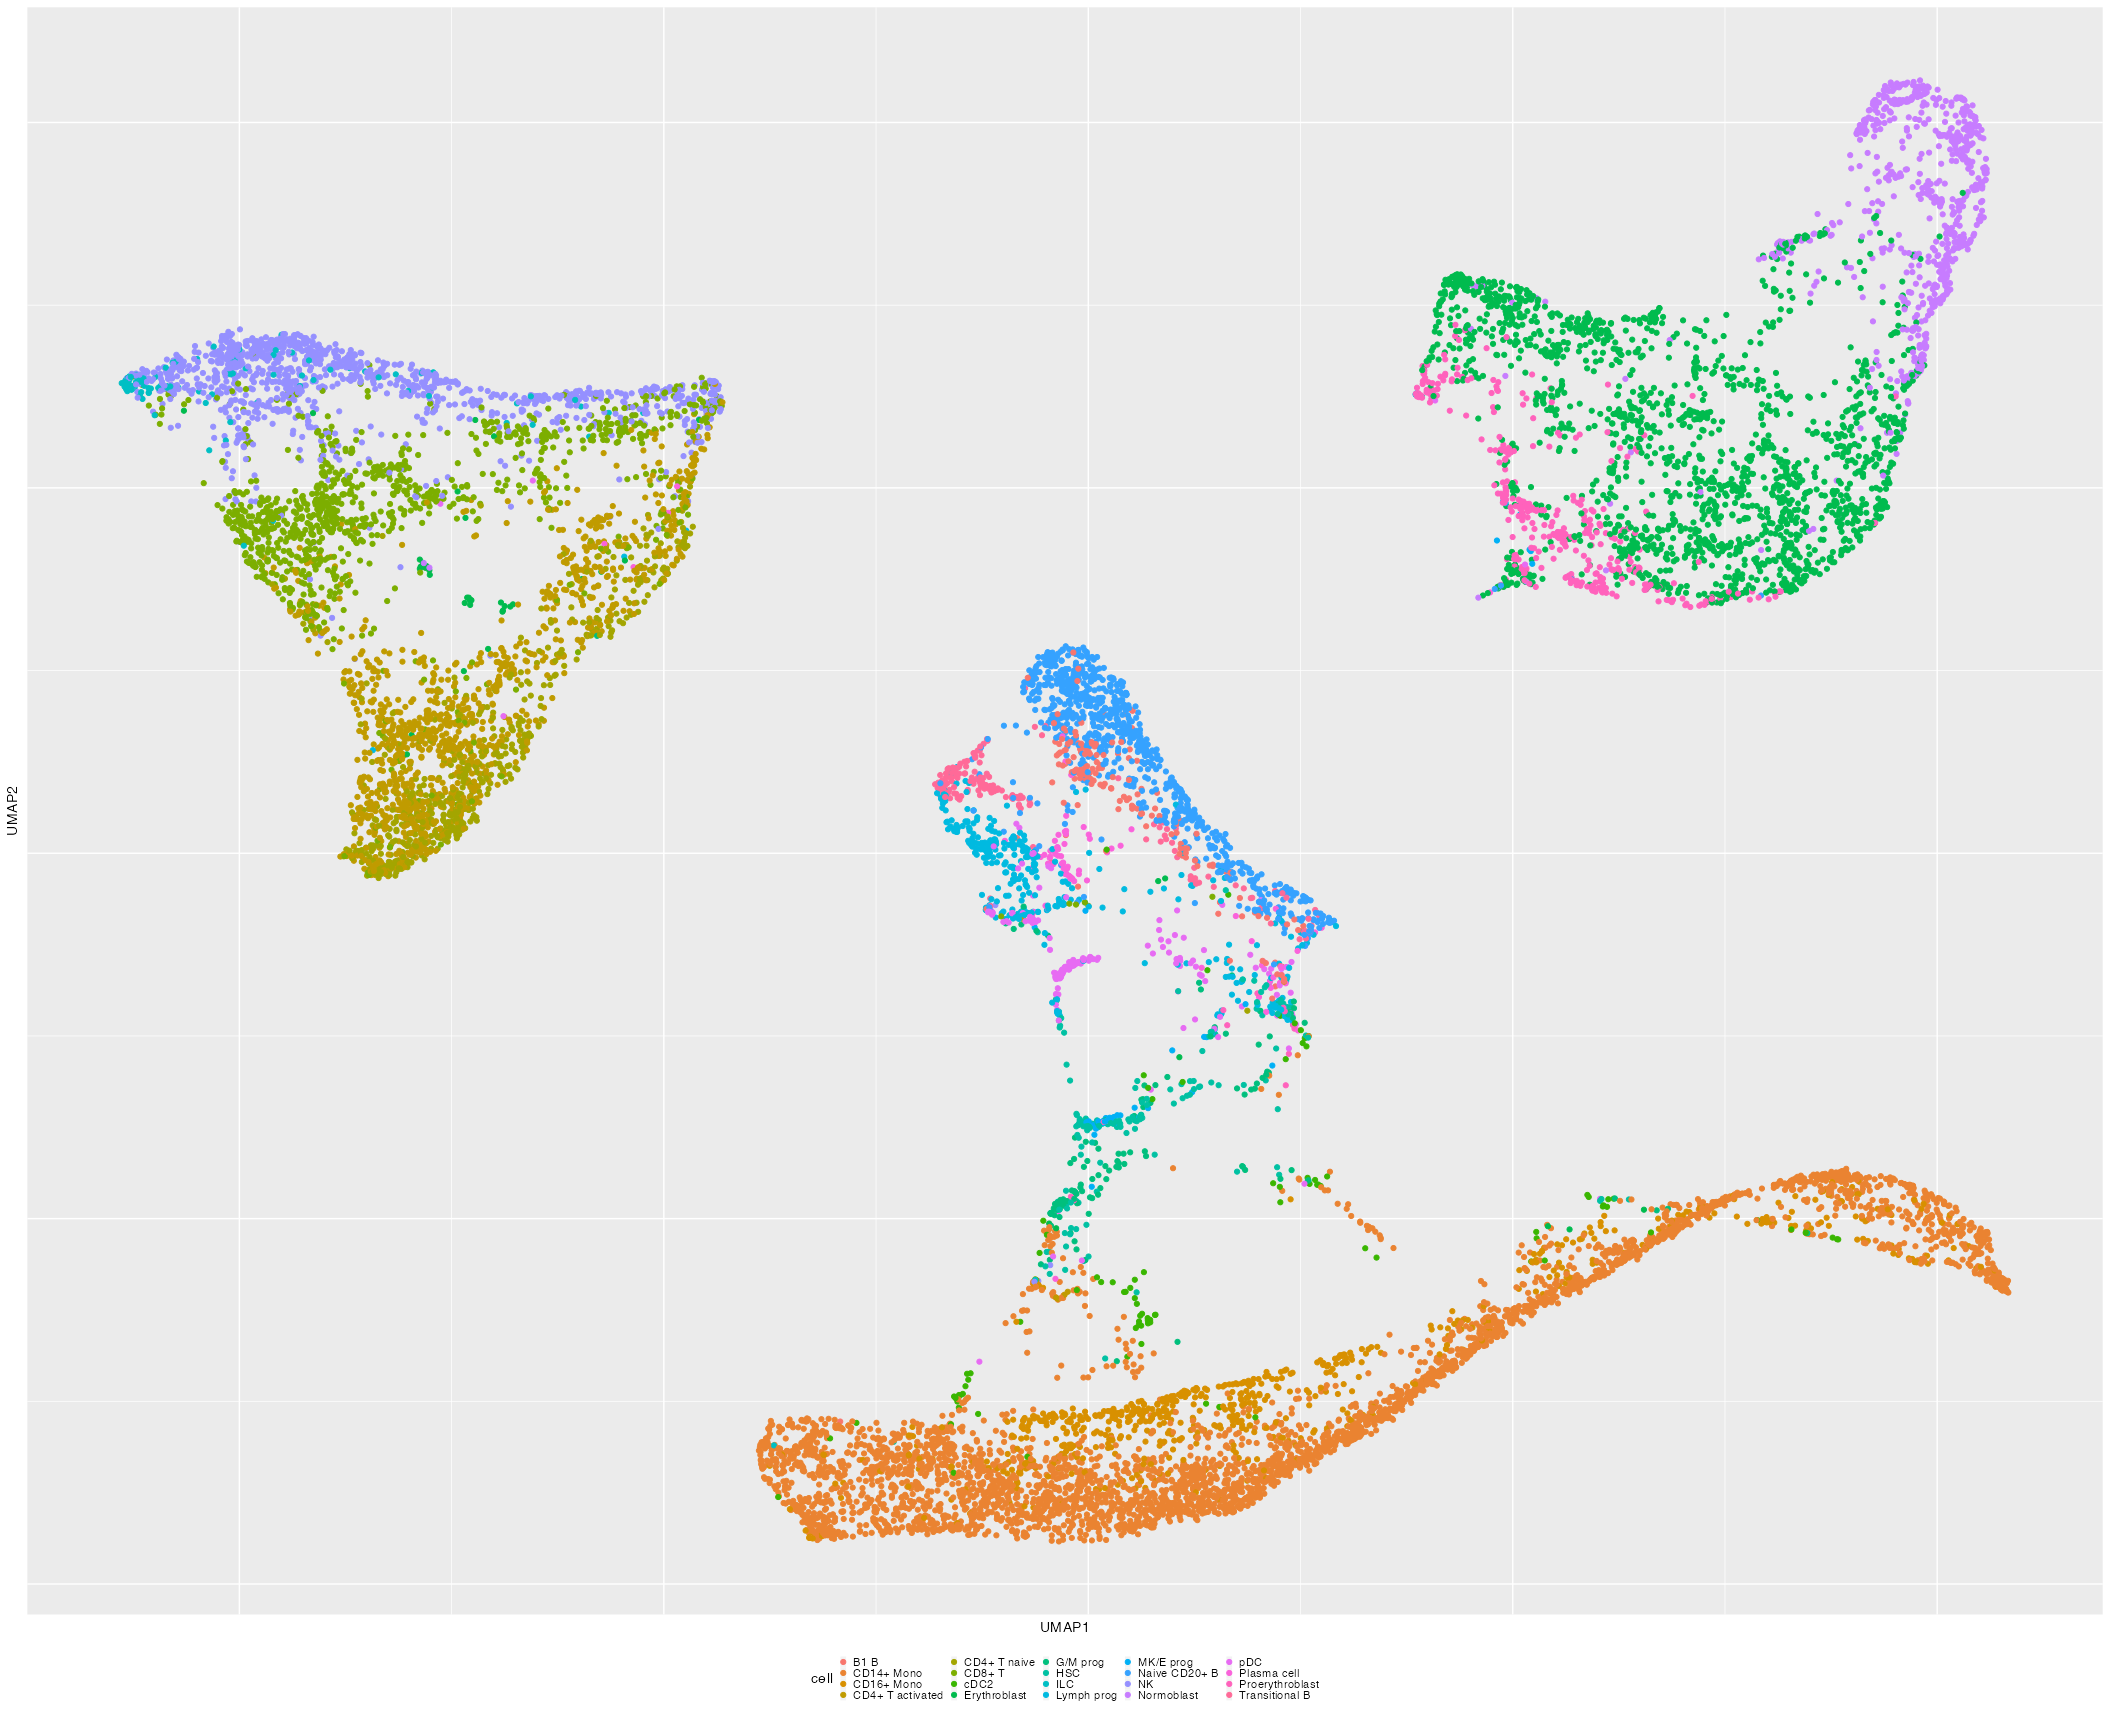 UMAP2
UMAP1
cell
B1 B
CD14+ Mono
CD16+ Mono
CD4+ T activated
CD4+ T naive
CD8+ T
cDC2
Erythroblast
G/M prog
HSC
ILC
Lymph prog
MK/E prog
Naive CD20+ B
NK
Normoblast
pDC
Plasma cell
Proerythroblast
Transitional B